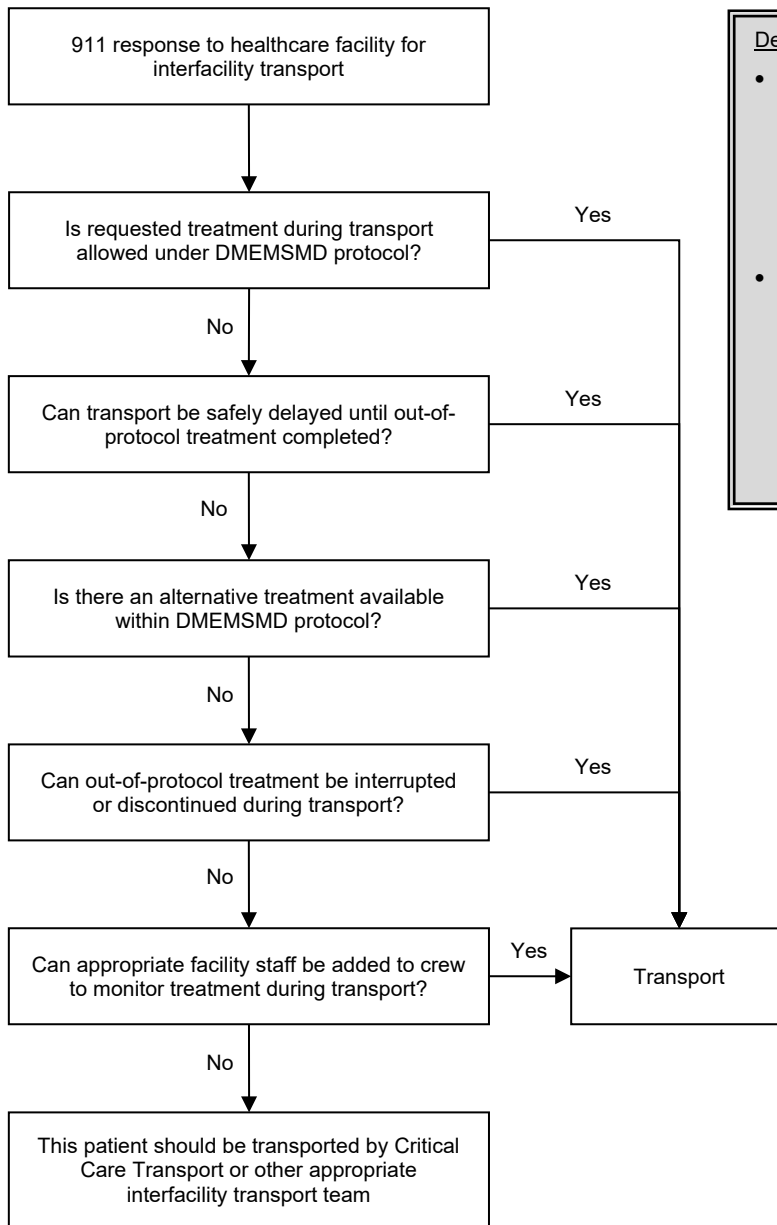 911 response to healthcare facility for
interfacility transport
Is requested treatment during transport
allowed under DMEMSMD protocol?
Yes
No
Can transport be safely delayed until out-of-
protocol treatment completed?
Yes
No
Is there an alternative treatment available
within DMEMSMD protocol?
Yes
No
Can out-of-protocol treatment be interrupted
or discontinued during transport?
Yes
No
Can appropriate facility staff be added to crew
to monitor treatment during transport?
Yes
Transport
No
This patient should be transported by Critical
Care Transport or other appropriate
interfacility transport team